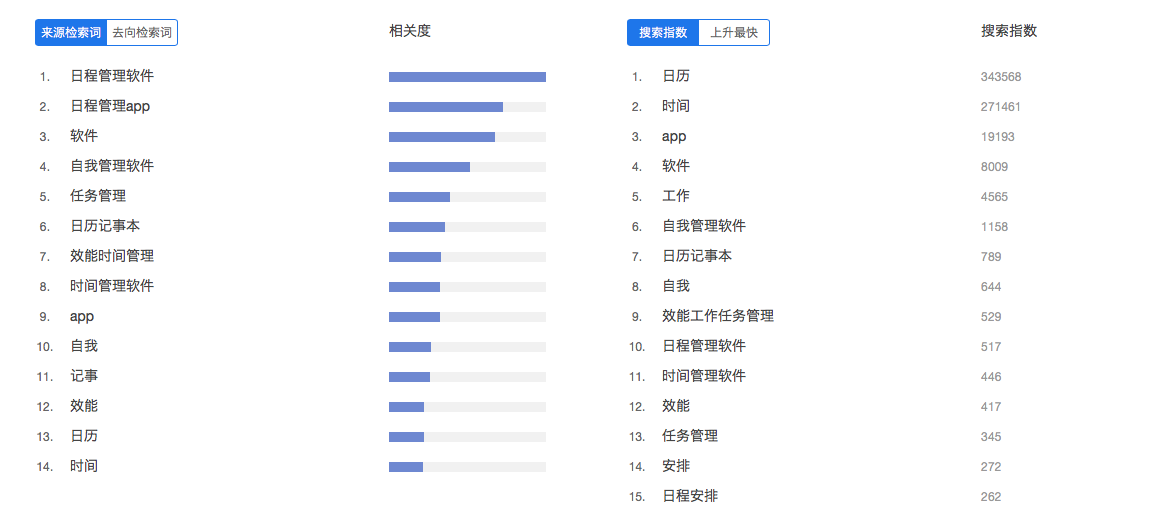 来源检索词 去向检索词 相关度
1. 日程管理软件
2. 日程管理app
3. 软件
4. 自我管理软件
5. 任务管理
6. 日历记事本
7. 效能时间管理
8. 时间管理软件
9. app
10. 自我
11. 记事
12. 效能
13. 日历
14. 时间
搜索指数 上升最快 搜索指数
1. 日历 343568
2. 时间 271461
3. app 19193
4. 软件 8009
5. 工作 4565
6. 自我管理软件 1158
7. 日历记事本 789
8. 自我 644
9. 效能工作任务管理 529
10. 日程管理软件 517
11. 时间管理软件 446
12. 效能 417
13. 任务管理 345
14. 安排 272
15. 日程安排 262